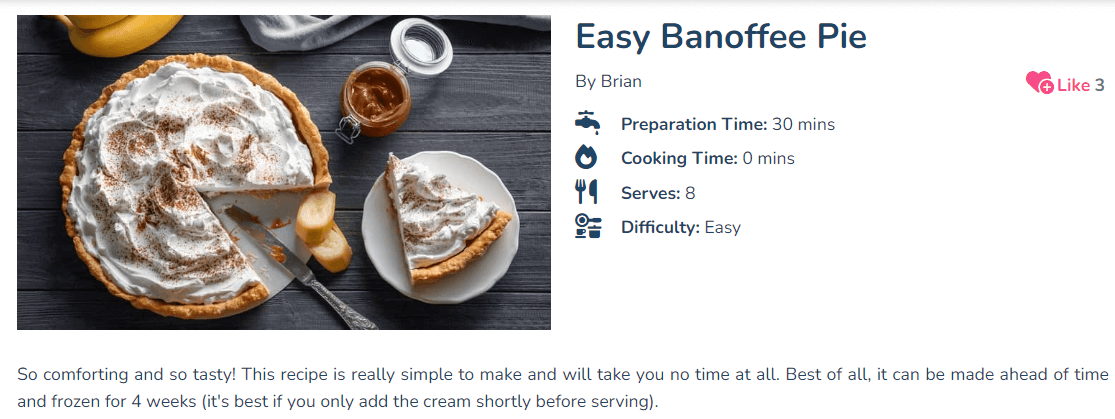 Easy Banoffee Pie
By Brian
Like 3
Preparation Time: 30 mins
Cooking Time: 0 mins
Serves: 8
Difficulty: Easy
So comforting and so tasty! This recipe is really simple to make and will take you no time at all. Best of all, it can be made ahead of time
and frozen for 4 weeks (it's best if you only add the cream shortly before serving).